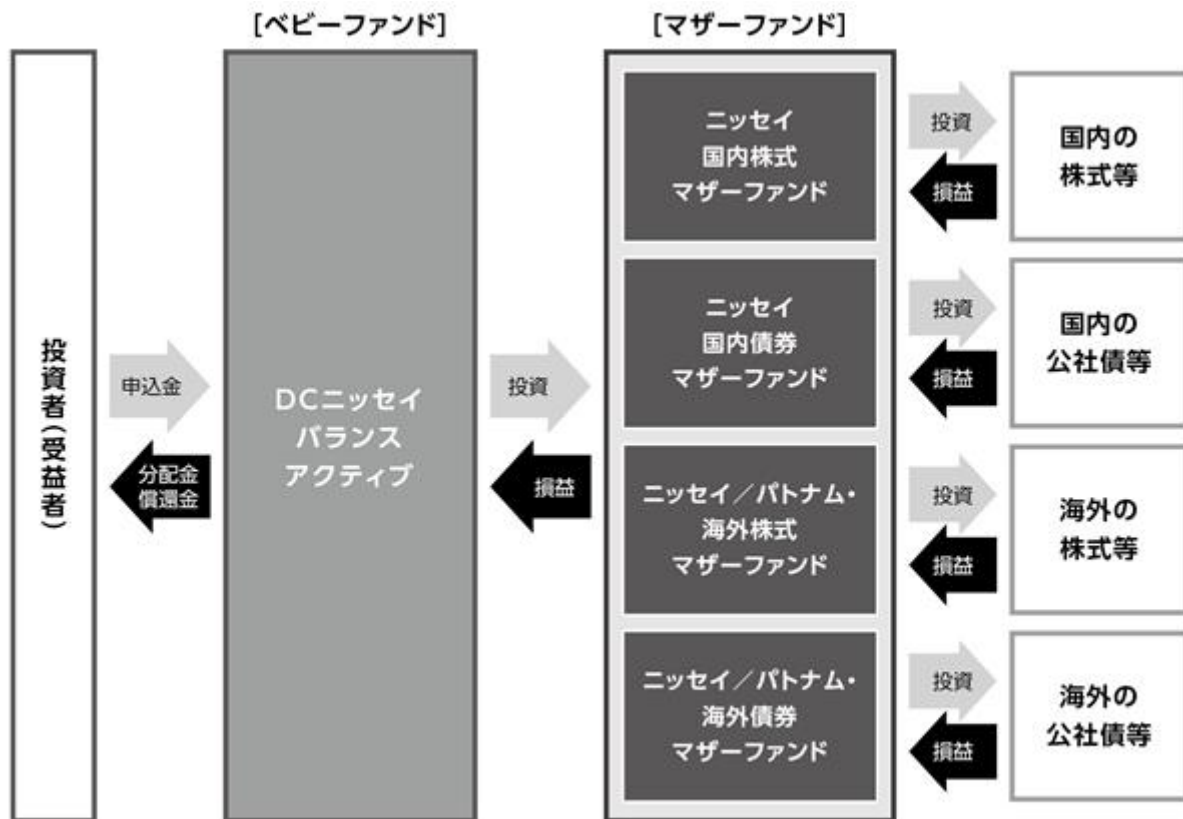 [ベビーファンド]
[マザーファンド]
投資者(受益者)
申込金
分配金
償還金
DCニッセイ
バランス
アクティブ
投資
損益
ニッセイ
国内株式
マザーファンド
投資
損益
国内の
株式等
ニッセイ
国内債券
マザーファンド
投資
損益
国内の
公社債等
ニッセイ／パトナム・
海外株式
マザーファンド
投資
損益
海外の
株式等
ニッセイ／パトナム・
海外債券
マザーファンド
投資
損益
海外の
公社債等